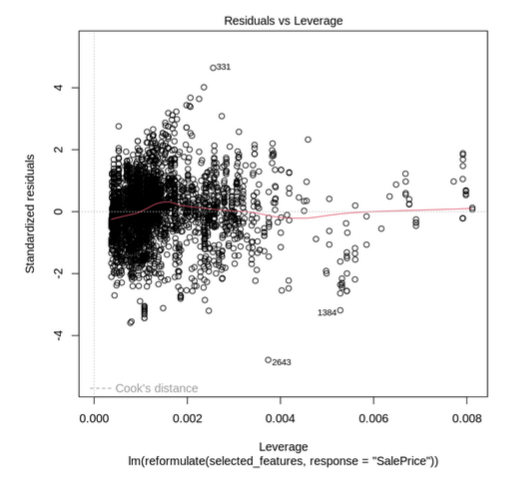 Residuals vs Leverage
Standardized residuals
4
2
0
-2
-4
331
1384
2643
Cook's distance
0.000 0.002 0.004 0.006 0.008
Leverage
lm(reformulate(selected_features, response = "SalePrice"))